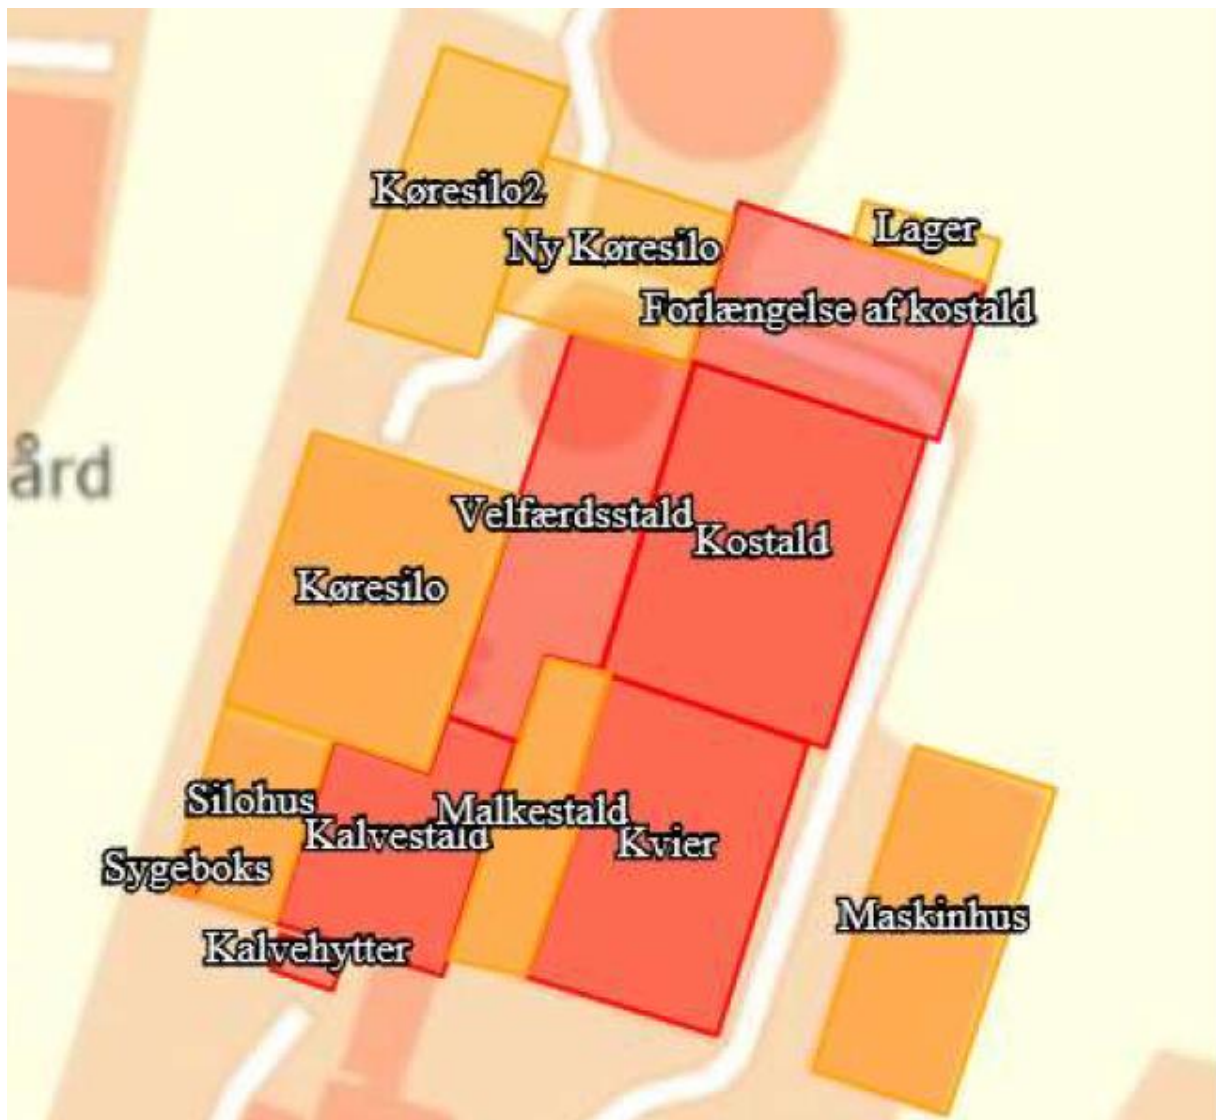 Køresilo2
Ny Køresilo
Lager
Forlængelse af kostald
ård
Velfærdsstald
Kostald
Køresilo
Silohus
Kalvestald
Malkestald
Kvier
Sygeboks
Kalvehytter
Maskinhus